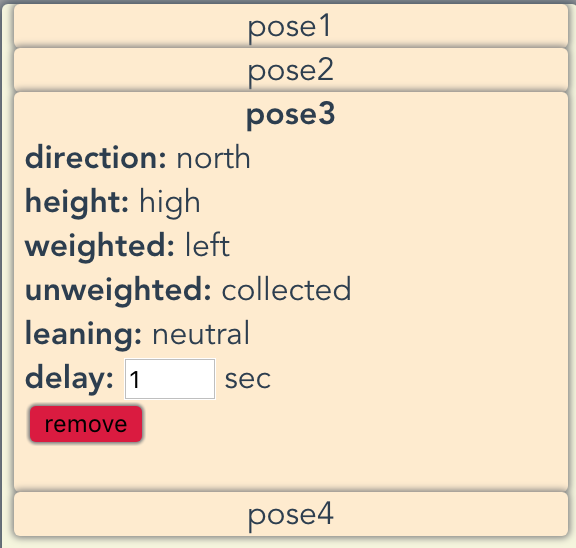 pose1
pose2
pose3
direction: north
height: high
weighted: left
unweighted: collected
leaning: neutral
delay: 1 sec
remove
pose4